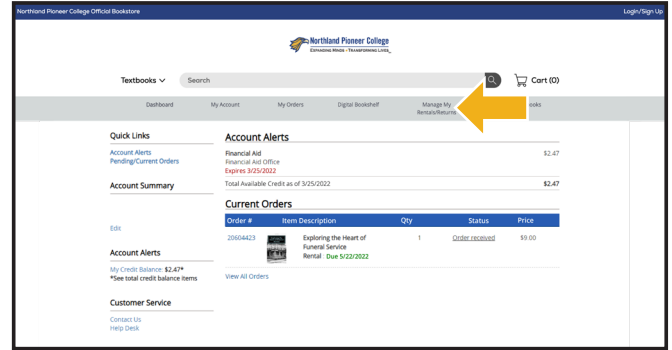 Northland Pioneer College Official Bookstore
Login/Sign Up
Northland Pioneer College
Expanding Minds • Transforming Lives
Textbooks
Search
Cart (0)
Dashboard
My Account
My Orders
Digital Bookshelf
Manage My
Rentals/Returns
ooks
Quick Links
Account Alerts
Pending/Current Orders
Account Summary
Edit
Account Alerts
My Credit Balance: $2.47*
*See total credit balance items
Customer Service
Contact Us
Help Desk
Account Alerts
Financial Aid $2.47
Financial Aid Office
Expires 3/25/2022
Total Available Credit as of 3/25/2022 $2.47
Current Orders
Order # Item Description Qty Status Price
20604423 Exploring the Heart of 1 Order received $9.00
Funeral Service
Rental Due 5/22/2022
View All Orders